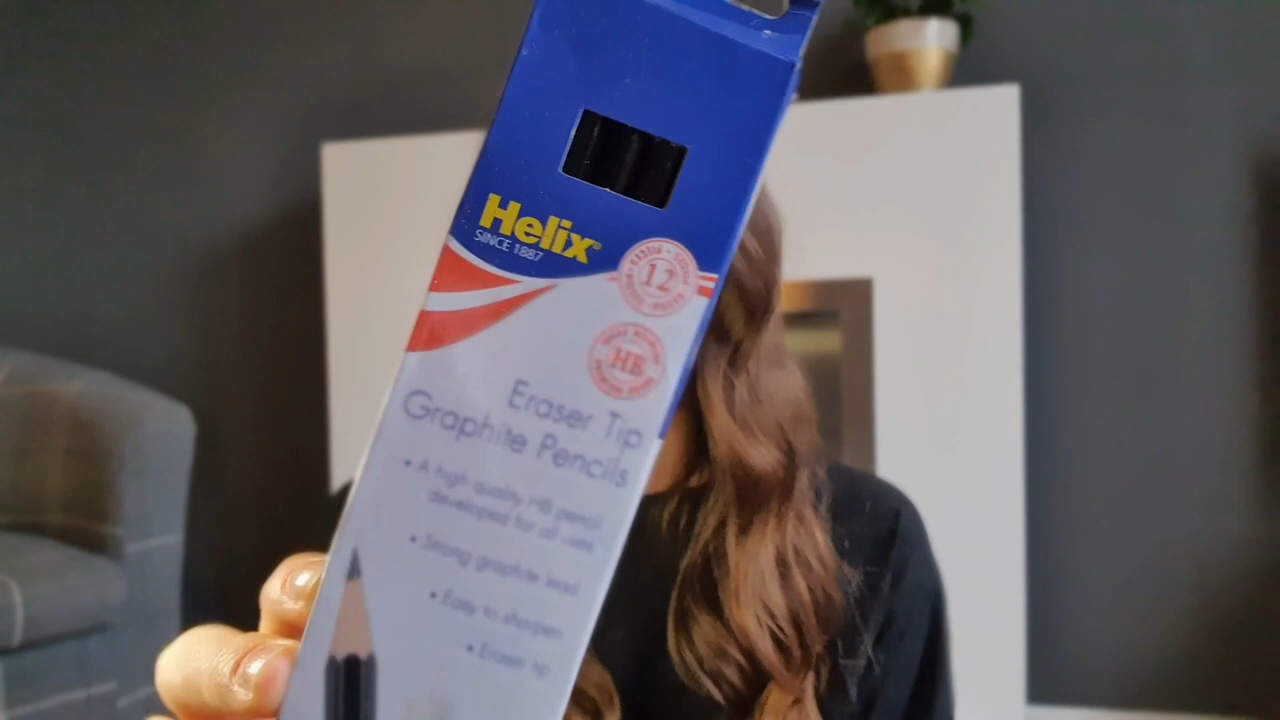 Helix
SINCE 1887
12
HB
Eraser Tip
Graphite Pencils
• A high quality HB pencil
developed for all uses
• Strong graphite lead
• Easy to sharpen
• Eraser tip